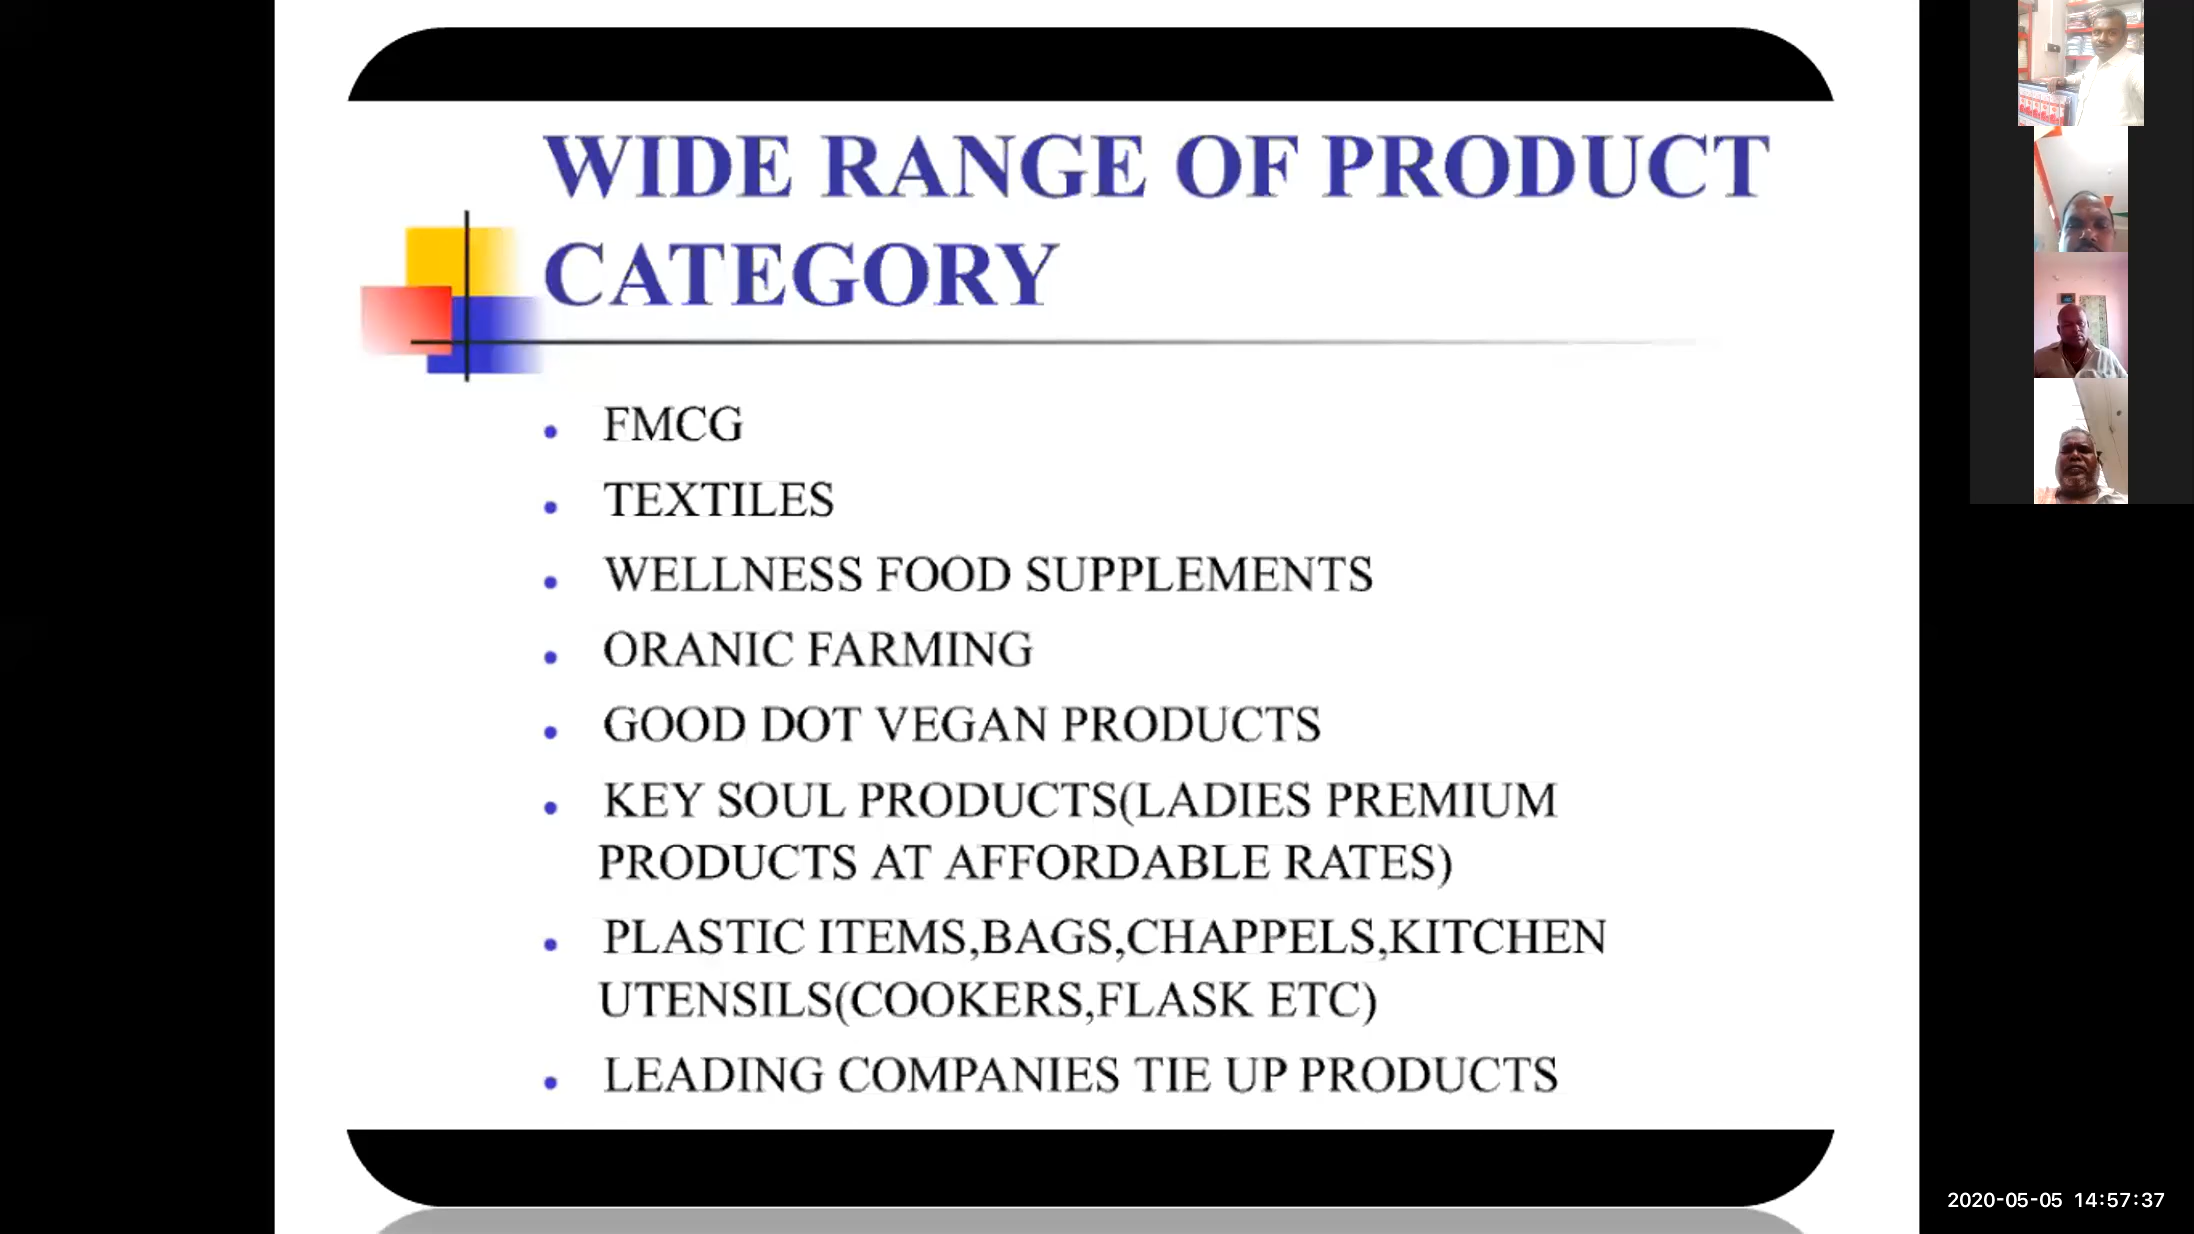 WIDE RANGE OF PRODUCT
CATEGORY
• FMCG
• TEXTILES
• WELLNESS FOOD SUPPLEMENTS
• ORANIC FARMING
• GOOD DOT VEGAN PRODUCTS
• KEY SOUL PRODUCTS(LADIES PREMIUM
PRODUCTS AT AFFORDABLE RATES)
• PLASTIC ITEMS,BAGS,CHAPPELS,KITCHEN
UTENSILS(COOKERS,FLASK ETC)
• LEADING COMPANIES TIE UP PRODUCTS
2020-05-05 14:57:37